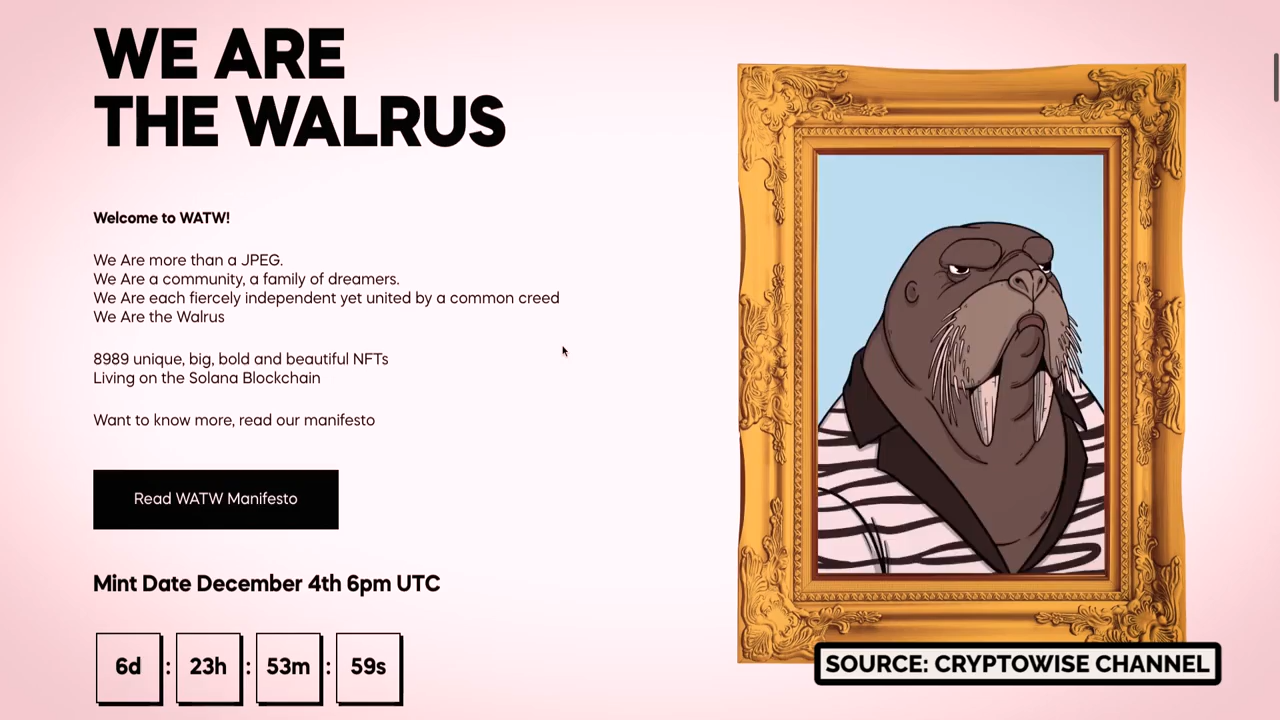 WE ARE
THE WALRUS
Welcome to WATW!
We Are more than a JPEG.
We Are a community, a family of dreamers.
We Are each fiercely independent yet united by a common creed
We Are the Walrus
8989 unique, big, bold and beautiful NFTs
Living on the Solana Blockchain
Want to know more, read our manifesto
Read WATW Manifesto
Mint Date December 4th 6pm UTC
6d : 23h : 53m : 59s
SOURCE: CRYPTOWISE CHANNEL